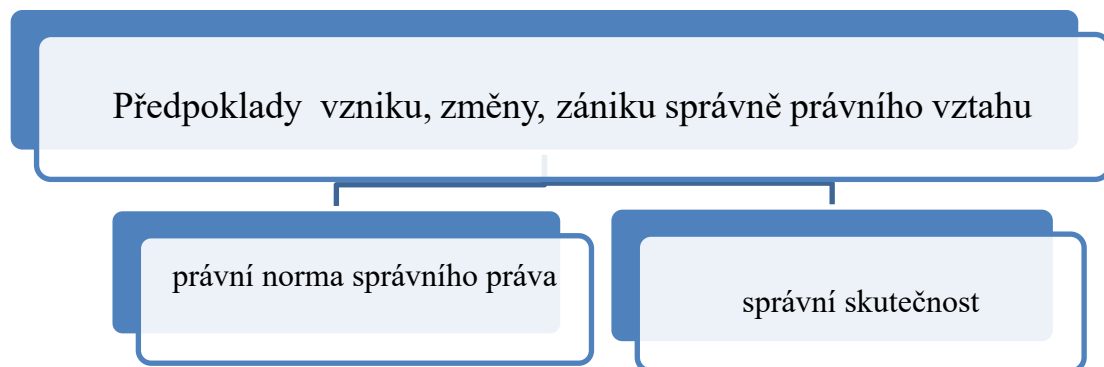 Předpoklady  vzniku, změny, zániku správně právního vztahu
právní norma správního práva
správní skutečnost